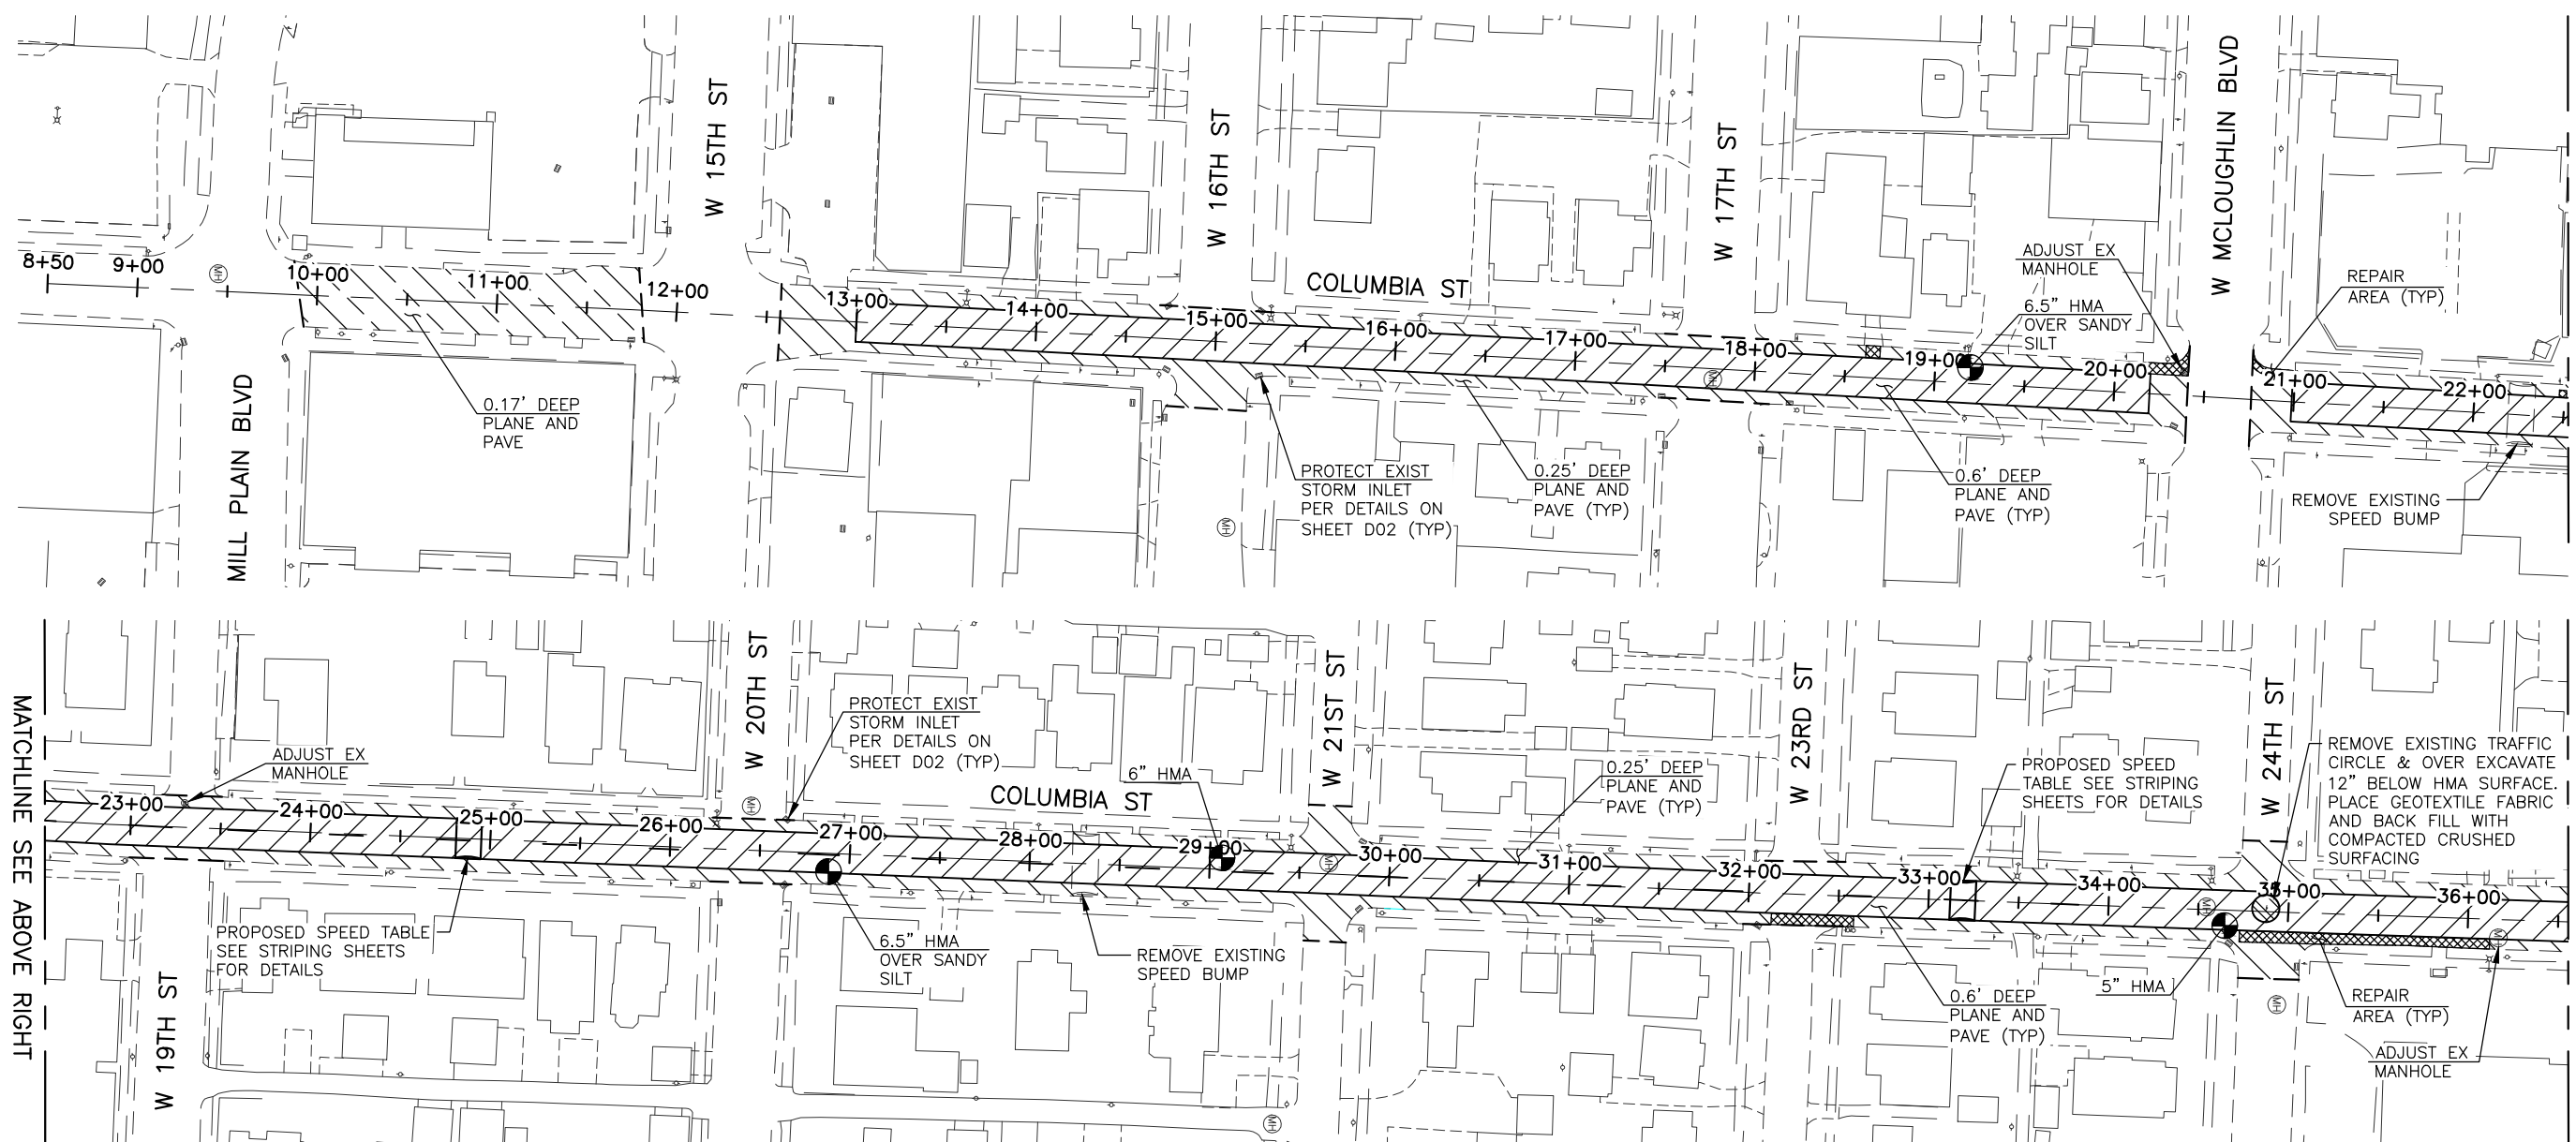 W 15TH ST
W 16TH ST
W 17TH ST
W MCLOUGHLIN BLVD
MILL PLAIN BLVD
COLUMBIA ST
8+50
9+00
10+00
11+00
12+00
13+00
14+00
15+00
16+00
17+00
18+00
19+00
20+00
21+00
22+00
MH
MH
MH
0.17' DEEP
PLANE AND
PAVE
PROTECT EXIST
STORM INLET
PER DETAILS ON
SHEET D02 (TYP)
0.25' DEEP
PLANE AND
PAVE (TYP)
0.6' DEEP
PLANE AND
PAVE (TYP)
ADJUST EX
MANHOLE
6.5" HMA
OVER SANDY
SILT
REPAIR
AREA (TYP)
REMOVE EXISTING
SPEED BUMP
MATCHLINE SEE ABOVE RIGHT
W 19TH ST
W 20TH ST
W 21ST ST
W 23RD ST
W 24TH ST
COLUMBIA ST
23+00
24+00
25+00
26+00
27+00
28+00
29+00
30+00
31+00
32+00
33+00
34+00
35+00
36+00
MH
MH
MH
MH
MH
MH
ADJUST EX
MANHOLE
PROPOSED SPEED TABLE
SEE STRIPING SHEETS
FOR DETAILS
PROTECT EXIST
STORM INLET
PER DETAILS ON
SHEET D02 (TYP)
6.5" HMA
OVER SANDY
SILT
6" HMA
REMOVE EXISTING
SPEED BUMP
0.25' DEEP
PLANE AND
PAVE (TYP)
0.6' DEEP
PLANE AND
PAVE (TYP)
PROPOSED SPEED
TABLE SEE STRIPING
SHEETS FOR DETAILS
5" HMA
REMOVE EXISTING TRAFFIC
CIRCLE & OVER EXCAVATE
12" BELOW HMA SURFACE.
PLACE GEOTEXTILE FABRIC
AND BACK FILL WITH
COMPACTED CRUSHED
SURFACING
REPAIR
AREA (TYP)
ADJUST EX
MANHOLE